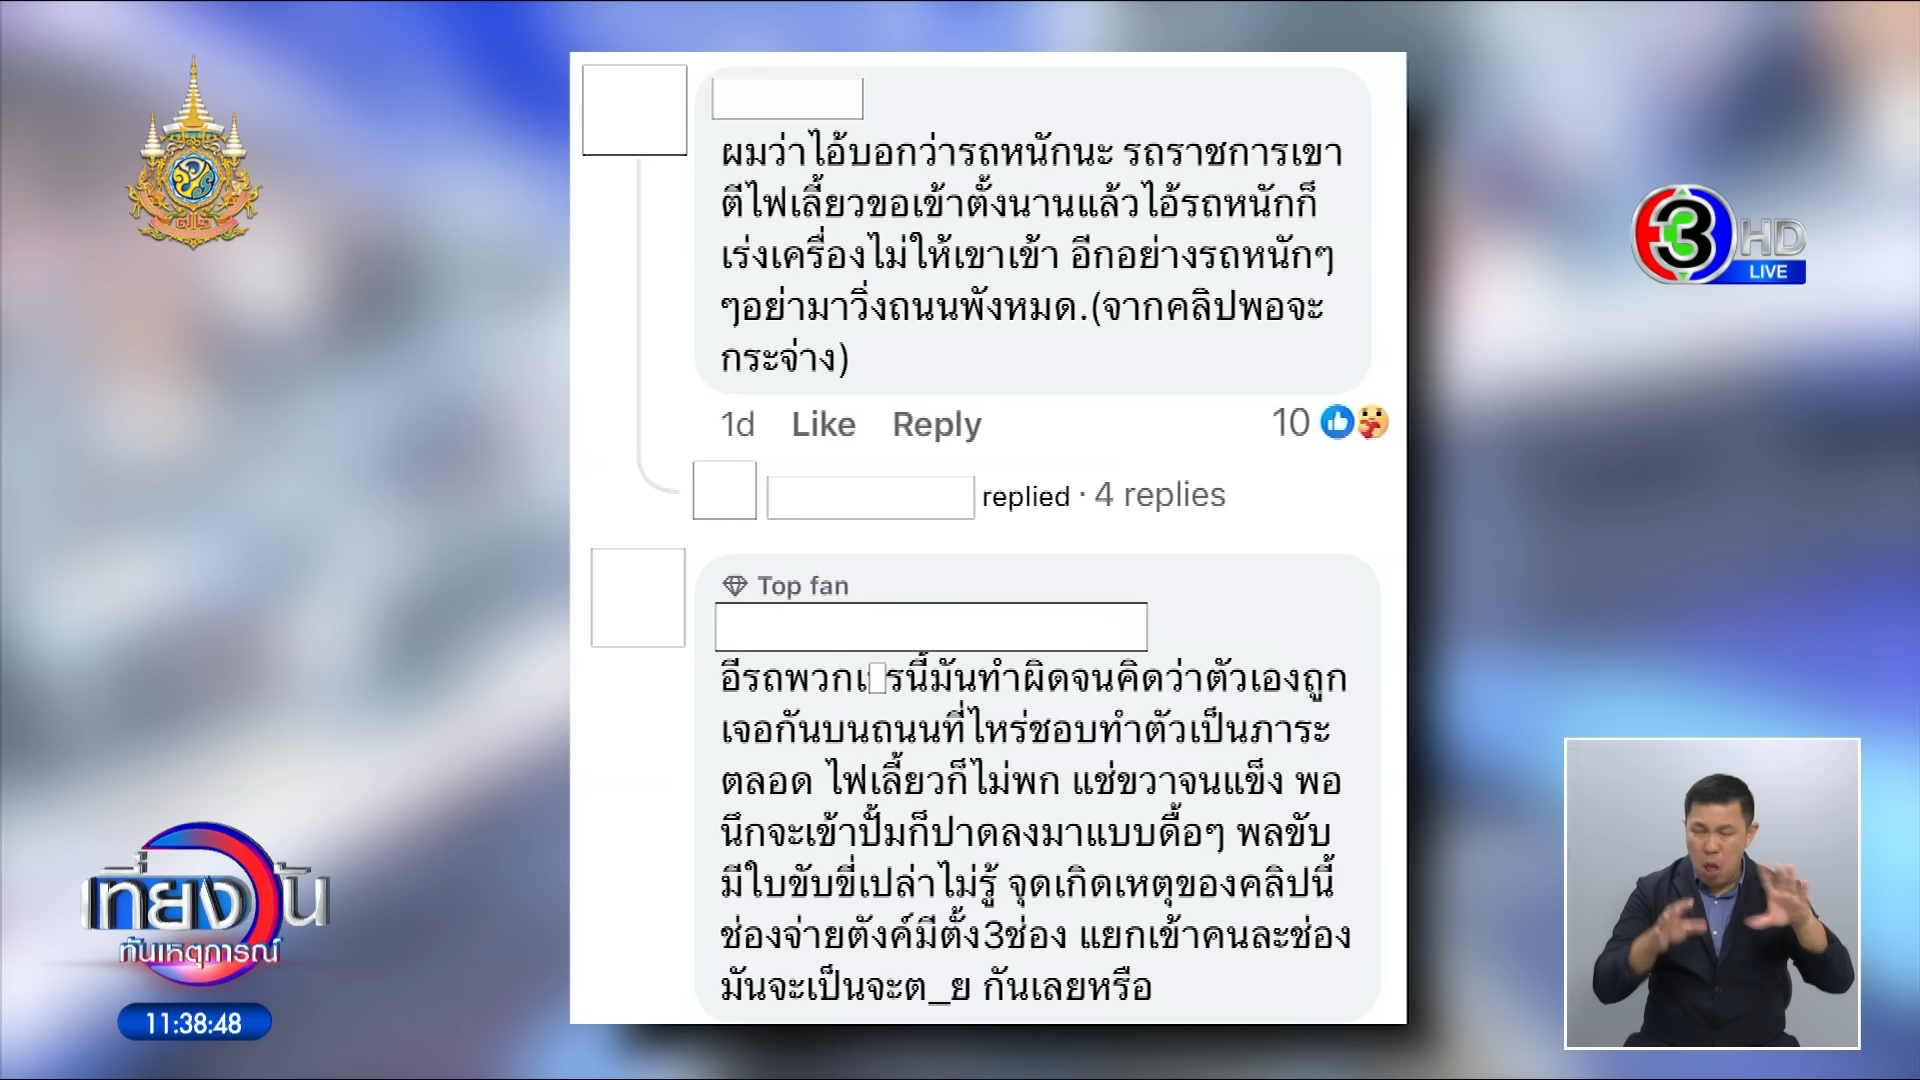 ผมว่าไอ้บอกว่ารถหนักนะ รถราชการเขา
ตีไฟเลี้ยวขอเข้าตั้งนานแล้วไอ้รถหนักก็
เร่งเครื่องไม่ให้เขาเข้า อีกอย่างรถหนักๆ
ๆอย่ามาวิ่งถนนพังหมด.(จากคลิปพอจะ
กระจ่าง)
1d Like Reply 10
replied · 4 replies
Top fan
อีรถพวกเ รนี้มันทำผิดจนคิดว่าตัวเองถูก
เจอกันบนถนนที่ไหร่ชอบทำตัวเป็นภาระ
ตลอด ไฟเลี้ยวก็ไม่พก แช่ขวาจนแข็ง พอ
นึกจะเข้าปั้มก็ปาดลงมาแบบดื้อๆ พลขับ
มีใบขับขี่เปล่าไม่รู้ จุดเกิดเหตุของคลิปนี้
ช่องจ่ายตังค์มีตั้ง3ช่อง แยกเข้าคนละช่อง
มันจะเป็นจะต_ย กันเลยหรือ
3 HD
LIVE
เที่ยงวัน
ทันเหตุการณ์
11:38:48